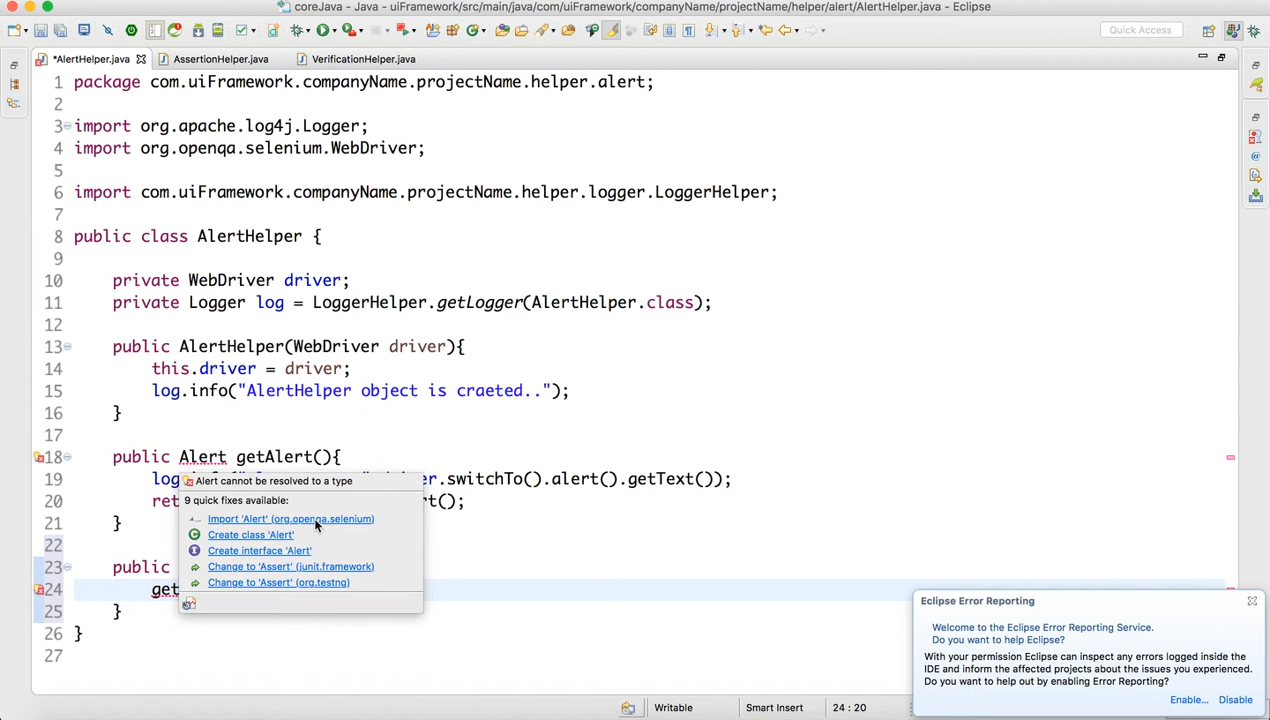 coreJava - Java - uiFramework/src/main/java/com/uiFramework/companyName/projectName/helper/alert/AlertHelper.java - Eclipse
Quick Access
*AlertHelper.java
AssertionHelper.java
VerificationHelper.java
1 package com.uiFramework.companyName.projectName.helper.alert;
2
3 import org.apache.log4j.Logger;
4 import org.openqa.selenium.WebDriver;
5
6 import com.uiFramework.companyName.projectName.helper.logger.LoggerHelper;
7
8 public class AlertHelper {
9
10 private WebDriver driver;
11 private Logger log = LoggerHelper.getLogger(AlertHelper.class);
12
13 public AlertHelper(WebDriver driver){
14 this.driver = driver;
15 log.info("AlertHelper object is craeted..");
16 }
17
18 public Alert getAlert(){
19 log driver.switchTo().alert().getText());
20 ret rt();
21 }
22
23 public
24 get
25 }
26 }
27
Alert cannot be resolved to a type
9 quick fixes available:
Import 'Alert' (org.openqa.selenium)
Create class 'Alert'
Create interface 'Alert'
Change to 'Assert' (junit.framework)
Change to 'Assert' (org.testng)
Eclipse Error Reporting
Welcome to the Eclipse Error Reporting Service.
Do you want to help Eclipse?
With your permission Eclipse can inspect any errors logged inside the
IDE and inform the affected projects about the issues you experienced.
Do you want to help out by enabling Error Reporting?
Enable... Disable
Writable
Smart Insert
24 : 20